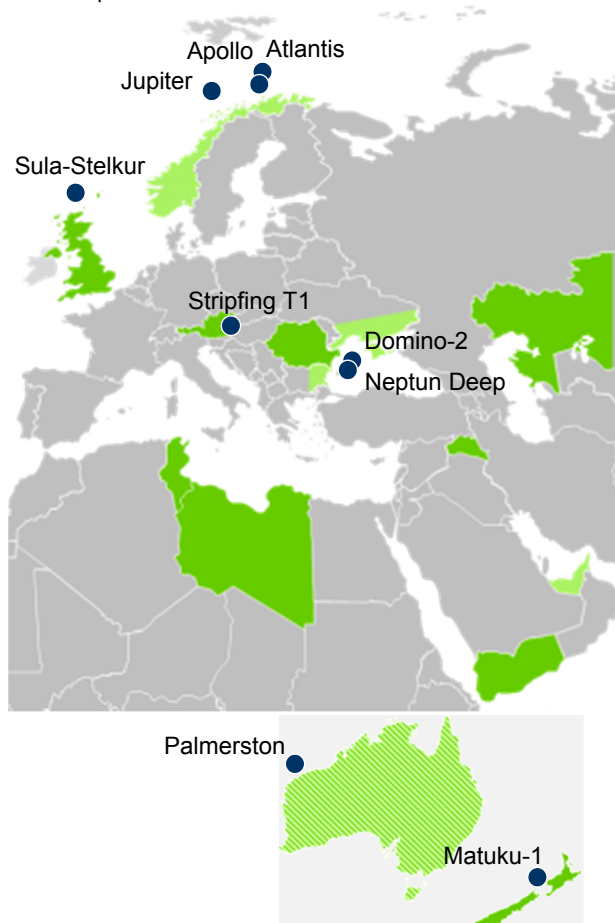 Apollo
Atlantis
Jupiter
Sula-Stelkur
Stripfing T1
Domino-2
Neptun Deep
Palmerston
Matuku-1